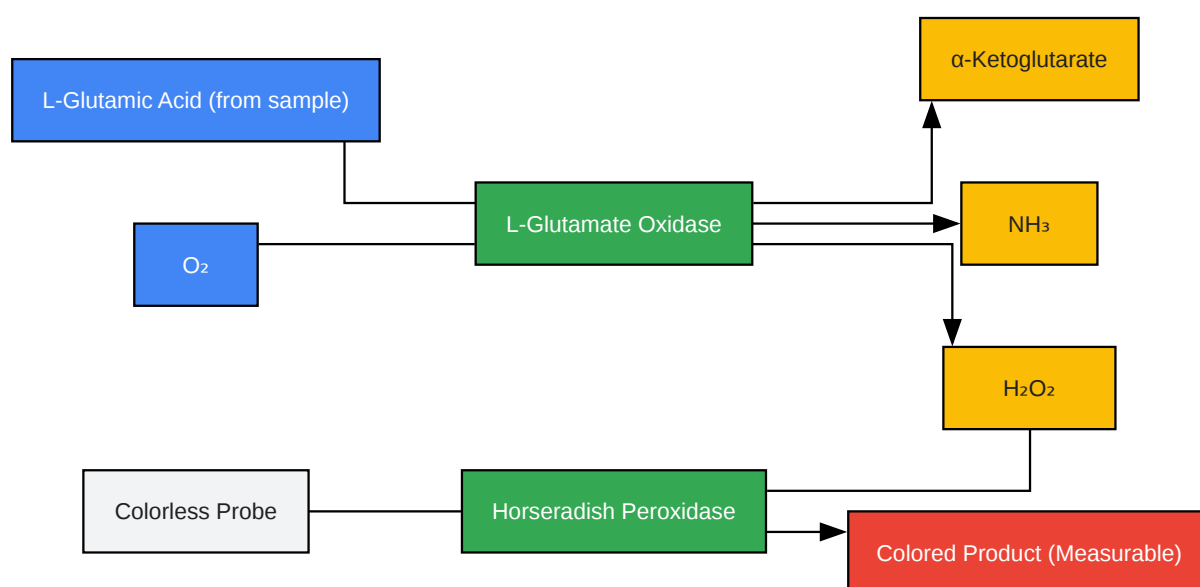 α-Ketoglutarate
L-Glutamic Acid (from sample)
L-Glutamate Oxidase
NH₃
O₂
H₂O₂
Colorless Probe
Horseradish Peroxidase
Colored Product (Measurable)